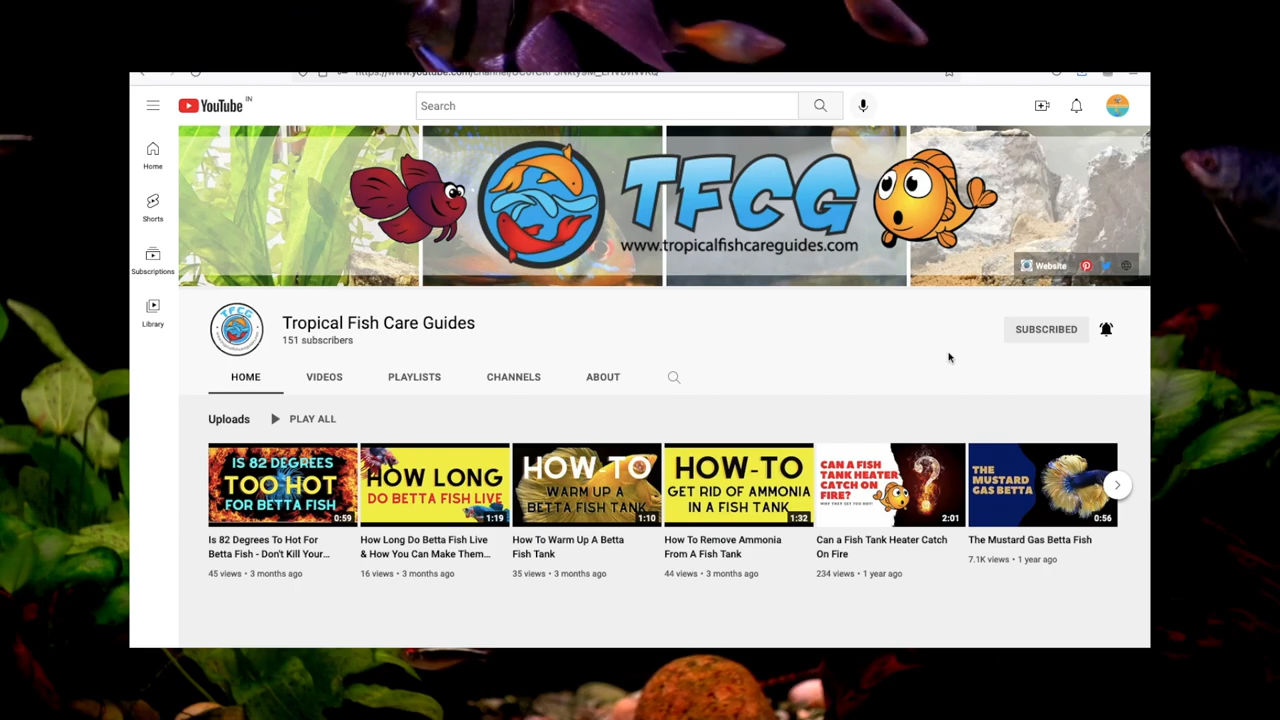 YouTube IN
Search
Home
Shorts
Subscriptions
Library
TFCG
www.tropicalfishcareguides.com
Website
TFCG
Tropical Fish Care Guides
151 subscribers
SUBSCRIBED
HOME
VIDEOS
PLAYLISTS
CHANNELS
ABOUT
Uploads
PLAY ALL
IS 82 DEGREES
TOO HOT
FOR BETTA FISH
0:59
HOW LONG
DO BETTA FISH LIVE
1:19
HOW-TO
WARM UP A
BETTA FISH TANK
1:10
HOW-TO
GET RID OF AMMONIA
IN A FISH TANK
1:32
CAN A FISH
TANK HEATER
CATCH ON
FIRE?
2:01
THE
MUSTARD
GAS BETTA
0:56
Is 82 Degrees To Hot For
Betta Fish - Don't Kill Your...
45 views • 3 months ago
How Long Do Betta Fish Live
& How You Can Make Them...
16 views • 3 months ago
How To Warm Up A Betta
Fish Tank
35 views • 3 months ago
How To Remove Ammonia
From A Fish Tank
44 views • 3 months ago
Can a Fish Tank Heater Catch
On Fire
234 views • 1 year ago
The Mustard Gas Betta Fish
7.1K views • 1 year ago